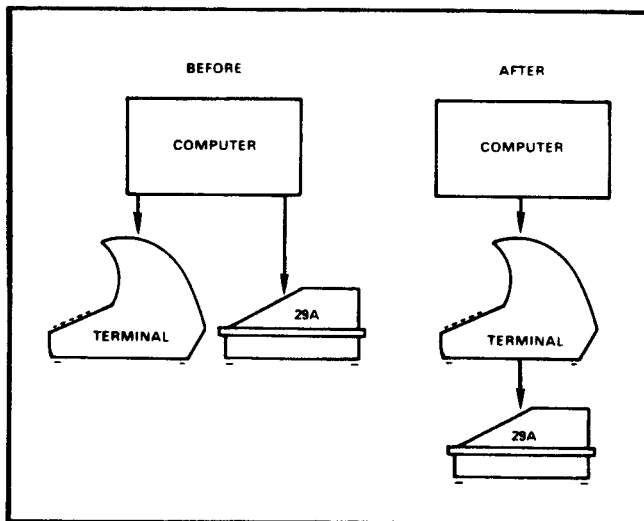 BEFORE
COMPUTER
TERMINAL
29A
AFTER
COMPUTER
TERMINAL
29A